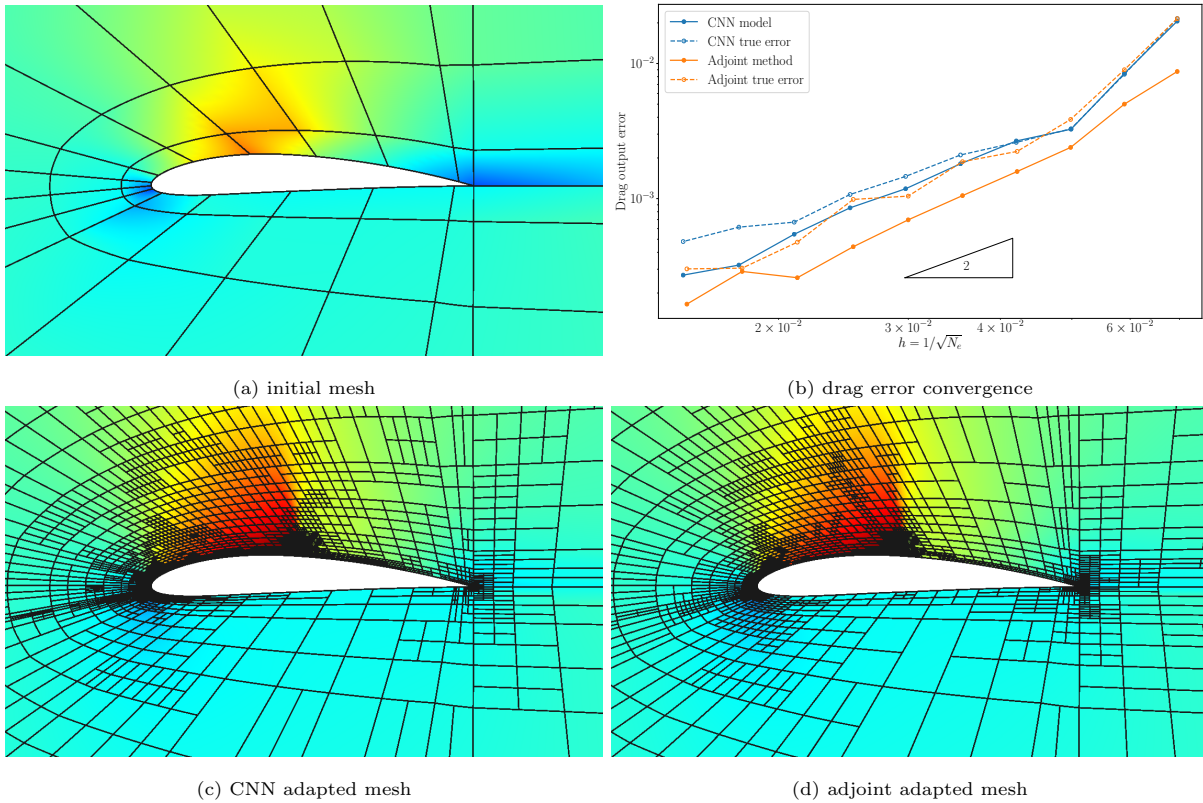 CNN model
CNN true error
Adjoint method
Adjoint true error
Drag output error
10⁻²
10⁻³
2
2 × 10⁻² 3 × 10⁻² 4 × 10⁻² 6 × 10⁻²
h = 1/√Nₑ
(a) initial mesh
(b) drag error convergence
(c) CNN adapted mesh
(d) adjoint adapted mesh